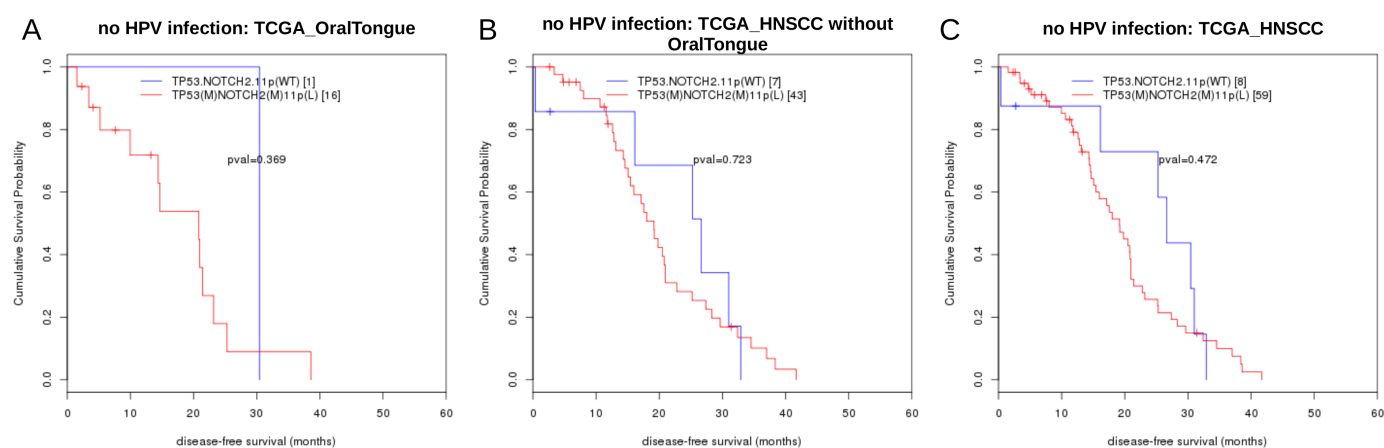 A
no HPV infection: TCGA_OralTongue
Cumulative Survival Probability
1.0
0.8
0.6
0.4
0.2
0.0
TP53.NOTCH2.11p(WT) [1]
TP53(M)NOTCH2(M)11p(L) [16]
pval=0.369
0 10 20 30 40 50 60
disease-free survival (months)
B
no HPV infection: TCGA_HNSCC without
OralTongue
Cumulative Survival Probability
1.0
0.8
0.6
0.4
0.2
0.0
TP53.NOTCH2.11p(WT) [7]
TP53(M)NOTCH2(M)11p(L) [43]
pval=0.723
0 10 20 30 40 50 60
disease-free survival (months)
C
no HPV infection: TCGA_HNSCC
Cumulative Survival Probability
1.0
0.8
0.6
0.4
0.2
0.0
TP53.NOTCH2.11p(WT) [8]
TP53(M)NOTCH2(M)11p(L) [59]
pval=0.472
0 10 20 30 40 50 60
disease-free survival (months)